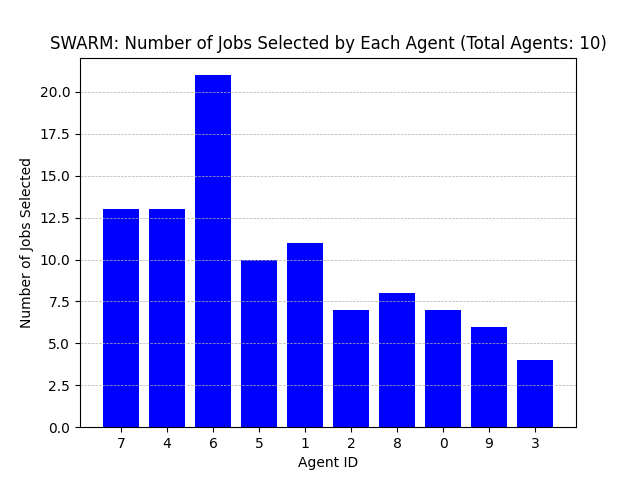 SWARM: Number of Jobs Selected by Each Agent (Total Agents: 10)
20.0
17.5
15.0
12.5
10.0
7.5
5.0
2.5
0.0
Number of Jobs Selected
7 4 6 5 1 2 8 0 9 3
Agent ID